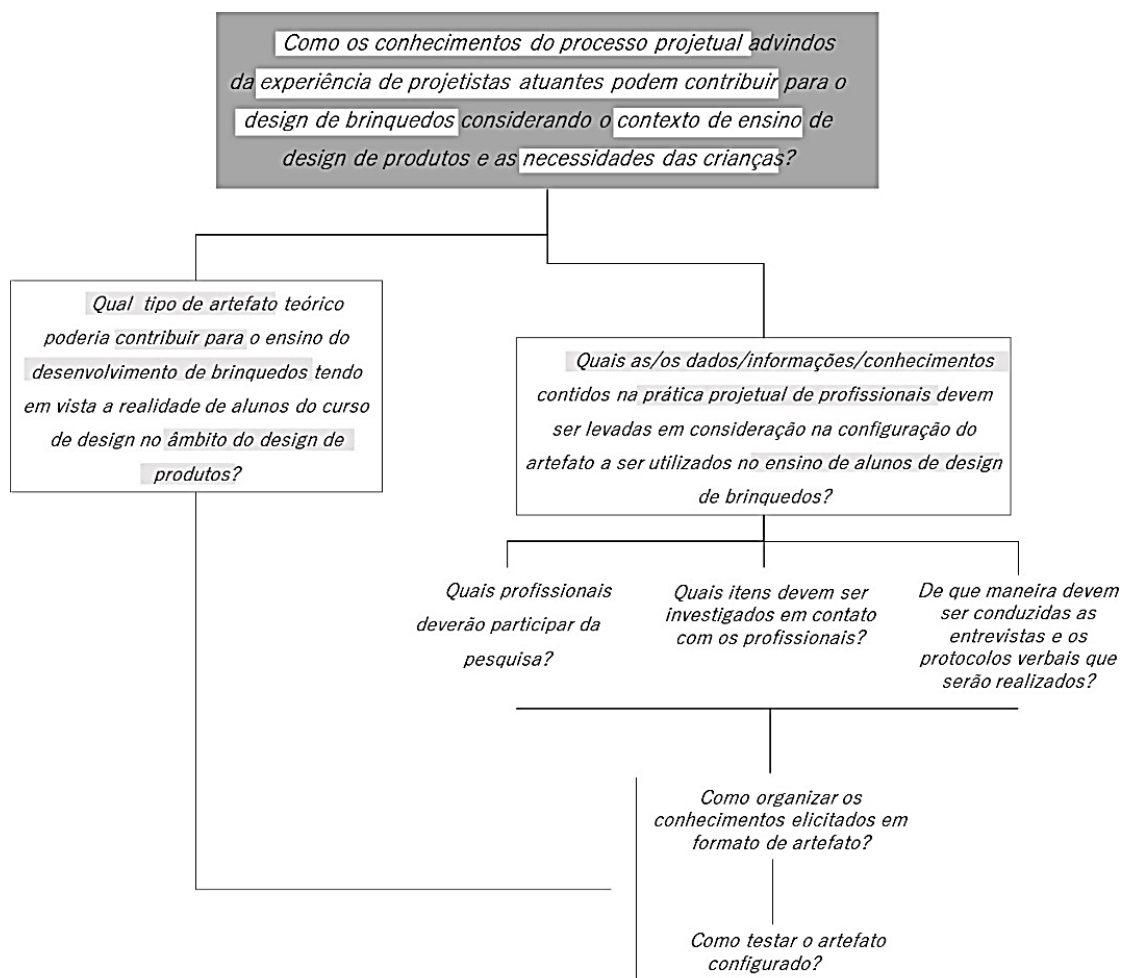 Como os conhecimentos do processo projetual advindos
da experiência de projetistas atuantes podem contribuir para o
design de brinquedos considerando o contexto de ensino de
design de produtos e as necessidades das crianças?
Qual tipo de artefato teórico
poderia contribuir para o ensino do
desenvolvimento de brinquedos tendo
em vista a realidade de alunos do curso
de design no âmbito do design de
produtos?
Quais as/os dados/informações/conhecimentos
contidos na prática projetual de profissionais devem
ser levadas em consideração na configuração do
artefato a ser utilizados no ensino de alunos de design
de brinquedos?
Quais profissionais
deverão participar da
pesquisa?
Quais itens devem ser
investigados em contato
com os profissionais?
De que maneira devem
ser conduzidas as
entrevistas e os
protocolos verbais que
serão realizados?
Como organizar os
conhecimentos elicitados em
formato de artefato?
Como testar o artefato
configurado?